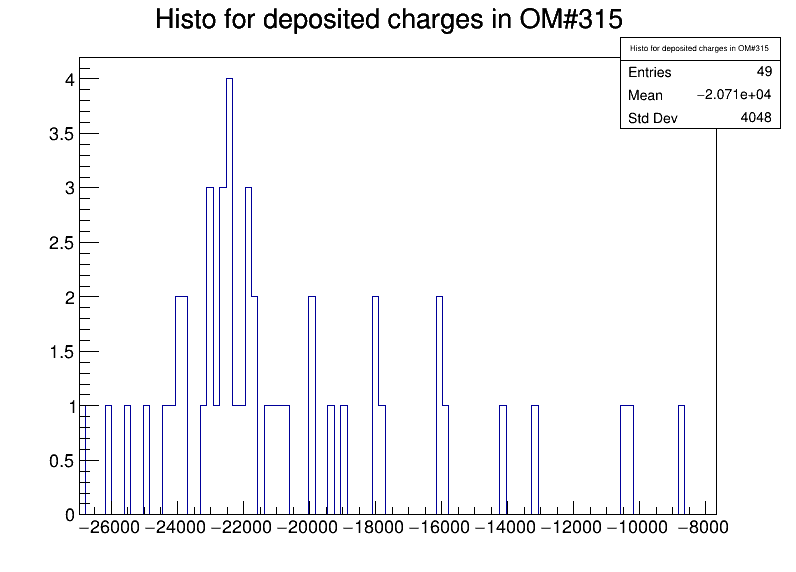 Histo for deposited charges in OM#315
Histo for deposited charges in OM#315
Entries 49
Mean −2.071e+04
Std Dev 4048
4
3.5
3
2.5
2
1.5
1
0.5
0
−26000 −24000 −22000 −20000 −18000 −16000 −14000 −12000 −10000 −8000